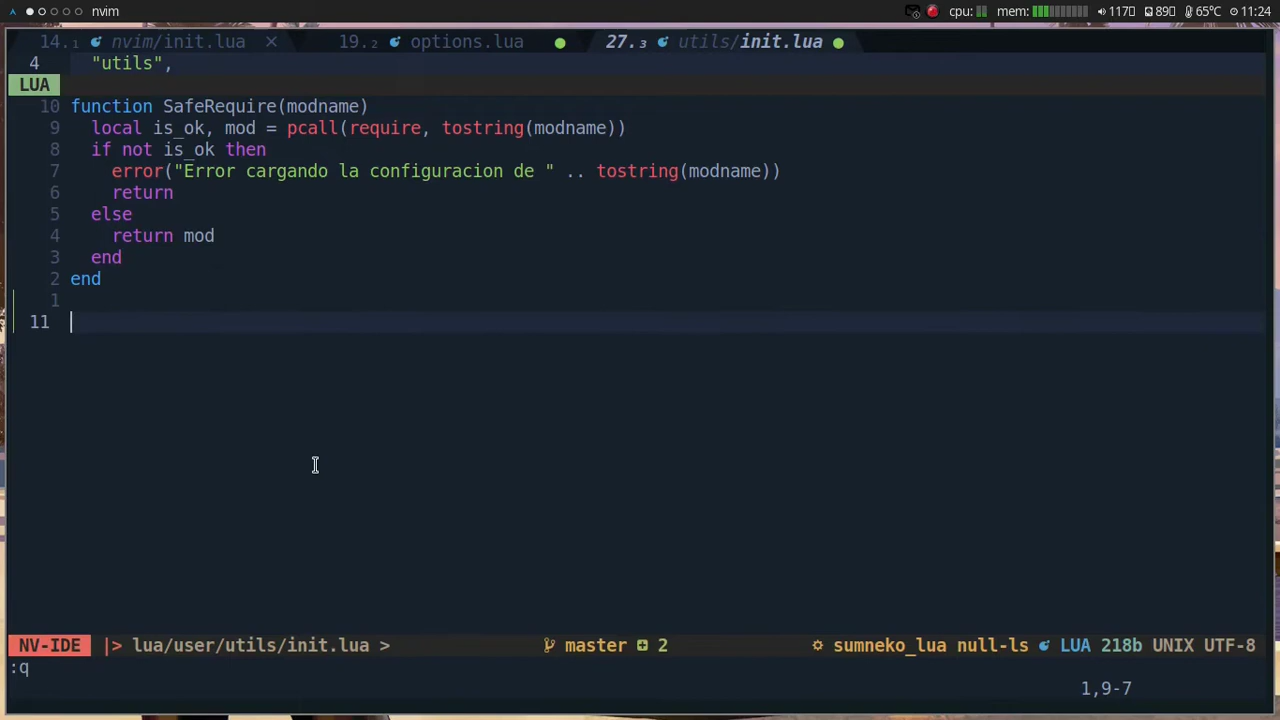 nvim
cpu:
mem:
117
89
65°C
11:24
14.₁ nvim/init.lua ×
19.₂ options.lua
27.₃ utils/init.lua
4 "utils",
LUA
10 function SafeRequire(modname)
9 local is_ok, mod = pcall(require, tostring(modname))
8 if not is_ok then
7 error("Error cargando la configuracion de " .. tostring(modname))
6 return
5 else
4 return mod
3 end
2 end
1
11
NV-IDE |> lua/user/utils/init.lua > master 2 sumneko_lua null-ls LUA 218b UNIX UTF-8
:q
1,9-7